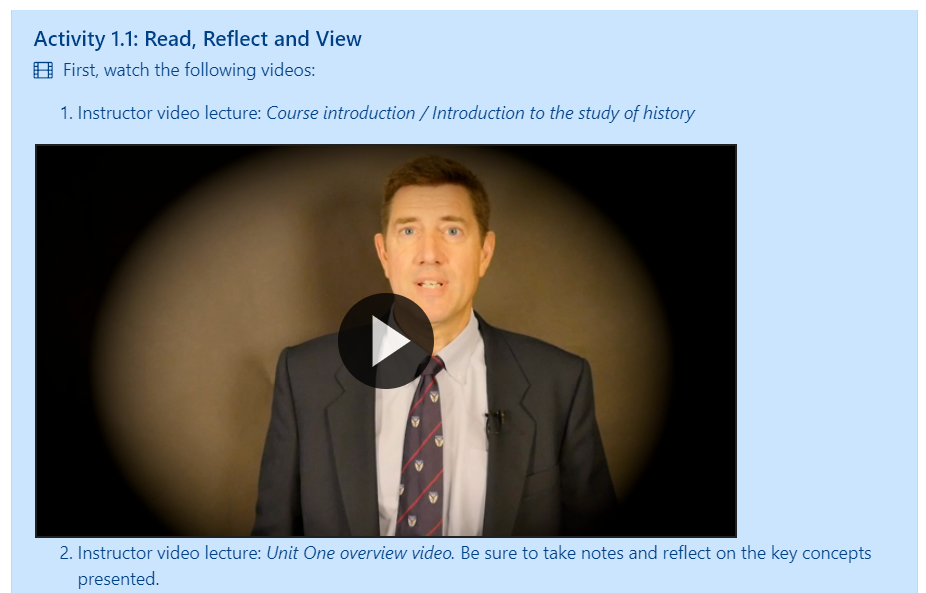 Activity 1.1: Read, Reflect and View
First, watch the following videos:
1. Instructor video lecture: Course introduction / Introduction to the study of history
2. Instructor video lecture: Unit One overview video. Be sure to take notes and reflect on the key concepts
presented.